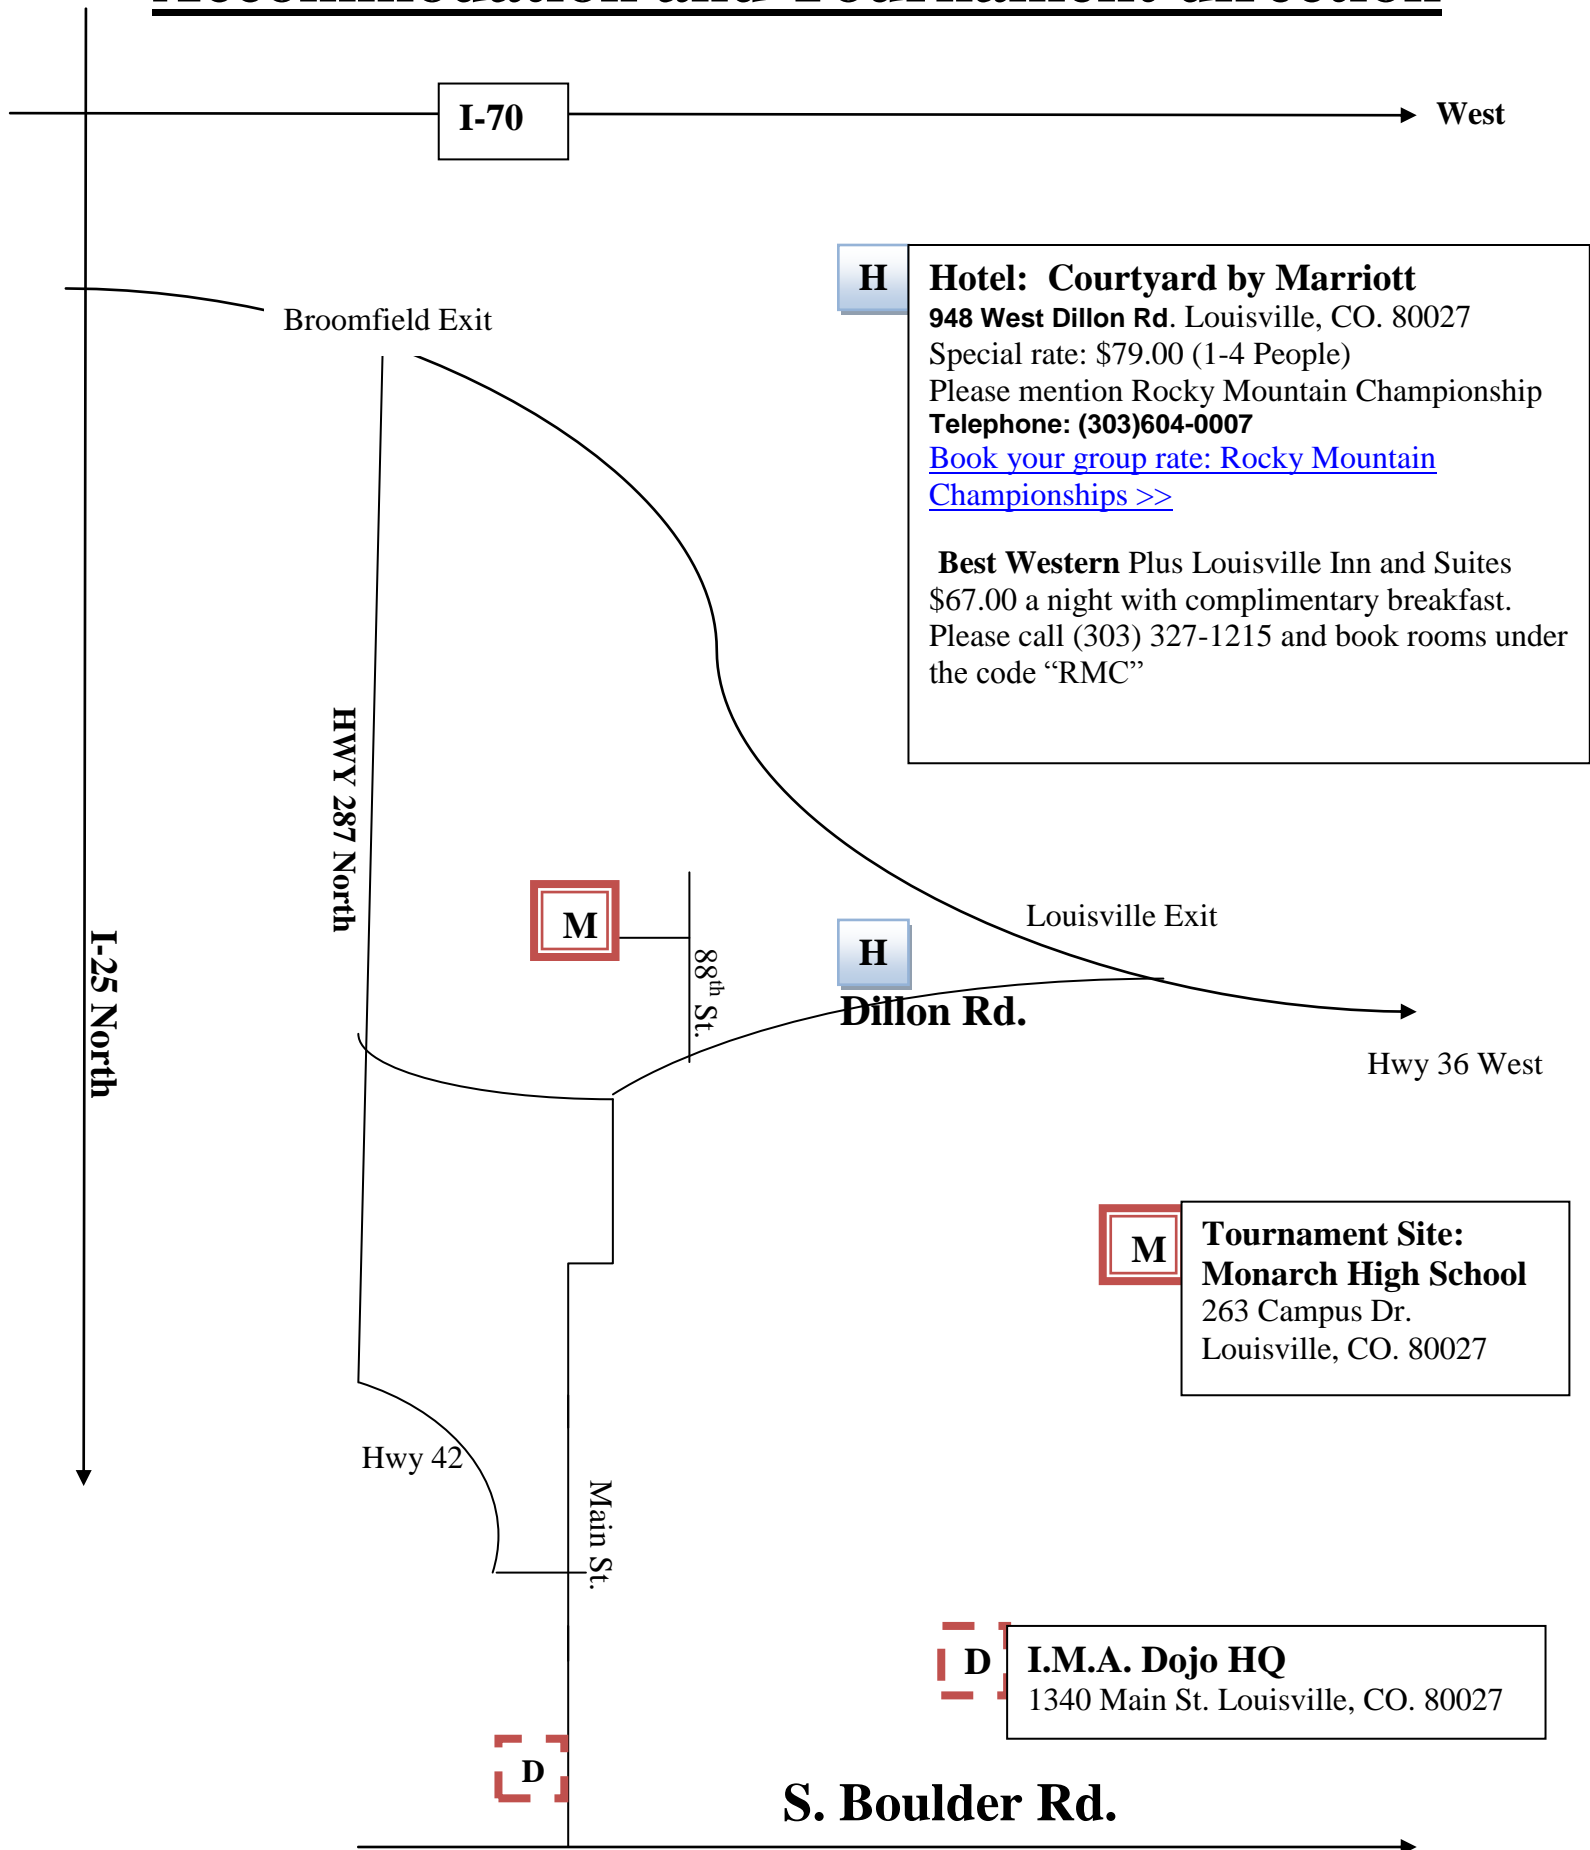 Accommodation and Tournament direction
I-70
West
Broomfield Exit
H
Hotel:  Courtyard by Marriott
948 West Dillon Rd. Louisville, CO. 80027
Special rate: $79.00 (1-4 People)
Please mention Rocky Mountain Championship
Telephone: (303)604-0007
Book your group rate: Rocky Mountain
Championships >>
Best Western Plus Louisville Inn and Suites
$67.00 a night with complimentary breakfast.
Please call (303) 327-1215 and book rooms under
the code “RMC”
HWY 287 North
I-25 North
M
88th St.
H
Dillon Rd.
Louisville Exit
Hwy 36 West
M
Tournament Site:
Monarch High School
263 Campus Dr.
Louisville, CO. 80027
Hwy 42
Main St.
D
I.M.A. Dojo HQ
1340 Main St. Louisville, CO. 80027
D
S. Boulder Rd.